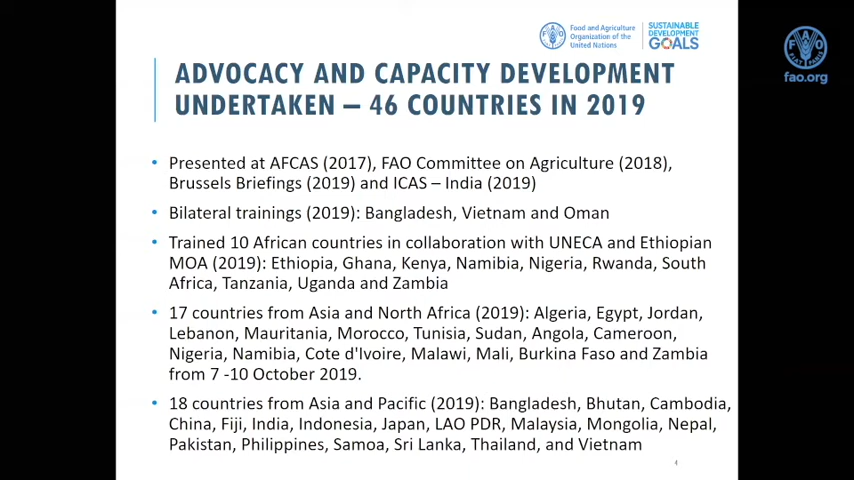 Food and Agriculture
Organization of the
United Nations
SUSTAINABLE
DEVELOPMENT
GOALS
FAO
FIAT PANIS
fao.org
ADVOCACY AND CAPACITY DEVELOPMENT
UNDERTAKEN – 46 COUNTRIES IN 2019
• Presented at AFCAS (2017), FAO Committee on Agriculture (2018),
Brussels Briefings (2019) and ICAS – India (2019)
• Bilateral trainings (2019): Bangladesh, Vietnam and Oman
• Trained 10 African countries in collaboration with UNECA and Ethiopian
MOA (2019): Ethiopia, Ghana, Kenya, Namibia, Nigeria, Rwanda, South
Africa, Tanzania, Uganda and Zambia
• 17 countries from Asia and North Africa (2019): Algeria, Egypt, Jordan,
Lebanon, Mauritania, Morocco, Tunisia, Sudan, Angola, Cameroon,
Nigeria, Namibia, Cote d'Ivoire, Malawi, Mali, Burkina Faso and Zambia
from 7 -10 October 2019.
• 18 countries from Asia and Pacific (2019): Bangladesh, Bhutan, Cambodia,
China, Fiji, India, Indonesia, Japan, LAO PDR, Malaysia, Mongolia, Nepal,
Pakistan, Philippines, Samoa, Sri Lanka, Thailand, and Vietnam
4